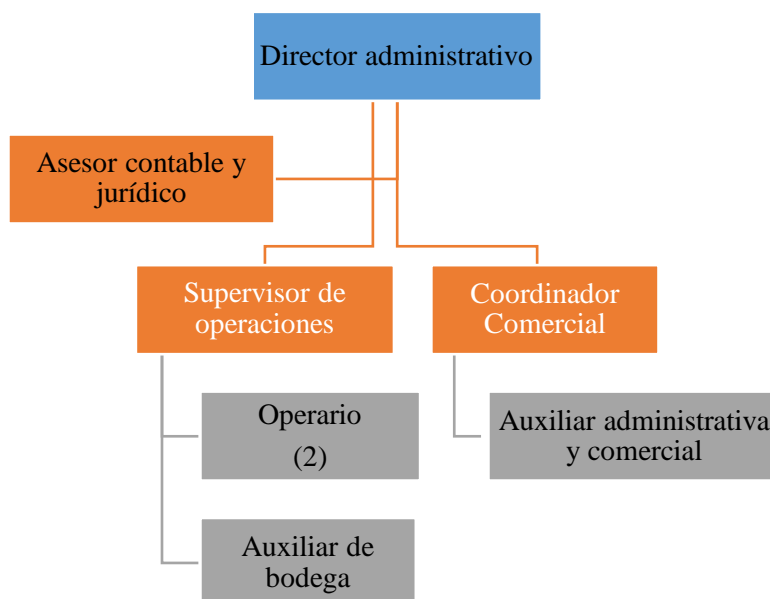 Director administrativo
Asesor contable y
jurídico
Supervisor de
operaciones
Coordinador
Comercial
Operario
(2)
Auxiliar administrativa
y comercial
Auxiliar de
bodega